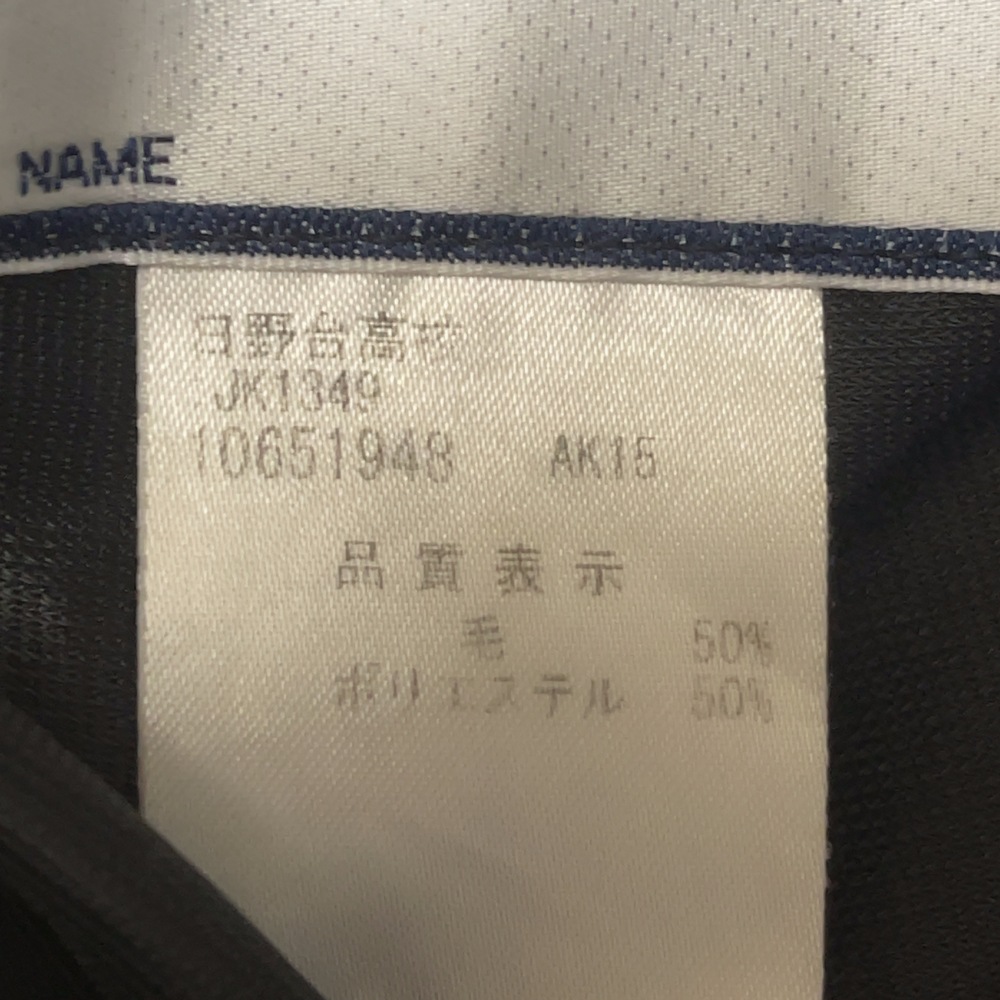 NAME
日野台高校
JK1349
10651948 AK15
品質表示
毛 50%
ポリエステル 50%